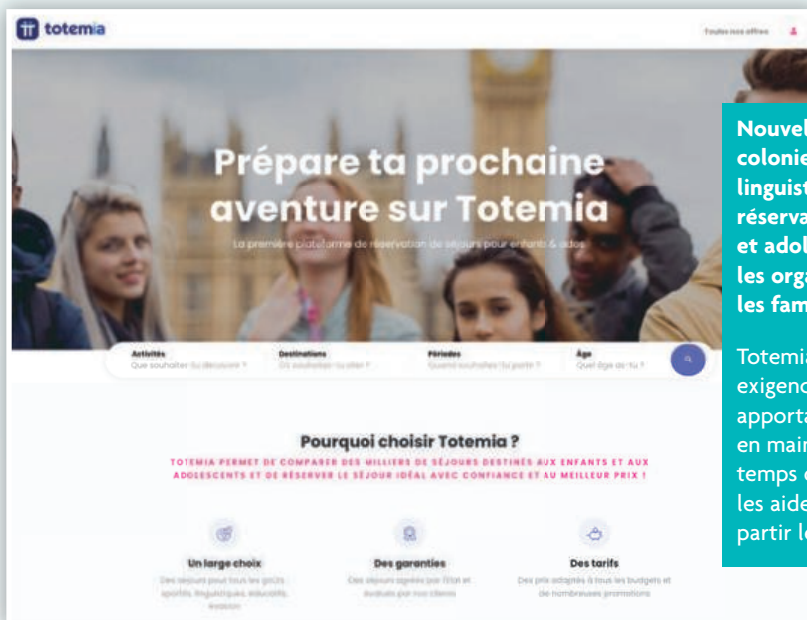 totemia
Toutes nos offres
Prépare ta prochaine
aventure sur Totemia
La première plateforme de réservation de séjours pour enfants & ados
Activités
Que souhaites-tu découvrir ?
Destinations
Où souhaites-tu aller ?
Périodes
Quand souhaites-tu partir ?
Âge
Quel âge as-tu ?
Pourquoi choisir Totemia ?
TOTEMIA PERMET DE COMPARER DES MILLIERS DE SÉJOURS DESTINÉS AUX ENFANTS ET AUX
ADOLESCENTS ET DE RÉSERVER LE SÉJOUR IDÉAL AVEC CONFIANCE ET AU MEILLEUR PRIX !
Un large choix
Des séjours pour tous les goûts :
sportifs, linguistiques, éducatifs,
évasion
Des garanties
Des séjours agréés par l'État et
évalués par nos clients
Des tarifs
Des prix adaptés à tous les budgets et
de nombreuses promotions
Nouvel
colonie
linguist
réserva
et adol
les orga
les fam
Totemia
exigenc
apporta
en main
temps
les aide
partir l